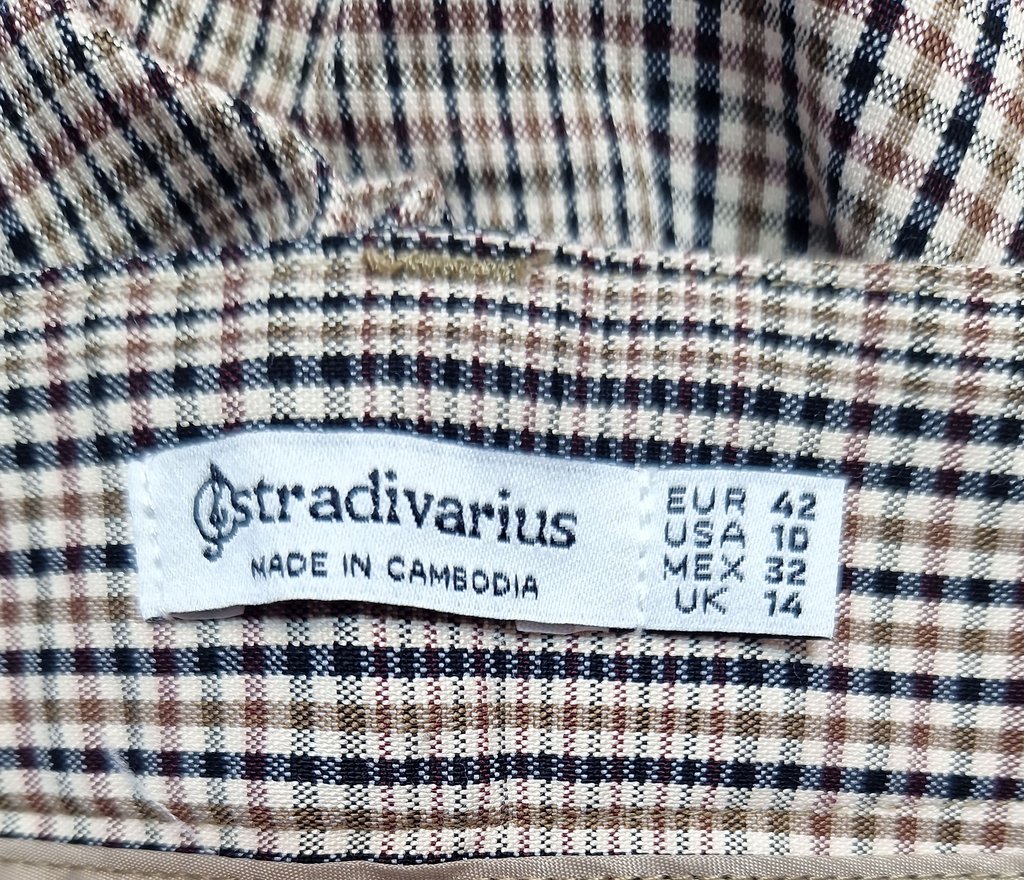 stradivarius
MADE IN CAMBODIA
EUR 42
USA 10
MEX 32
UK 14